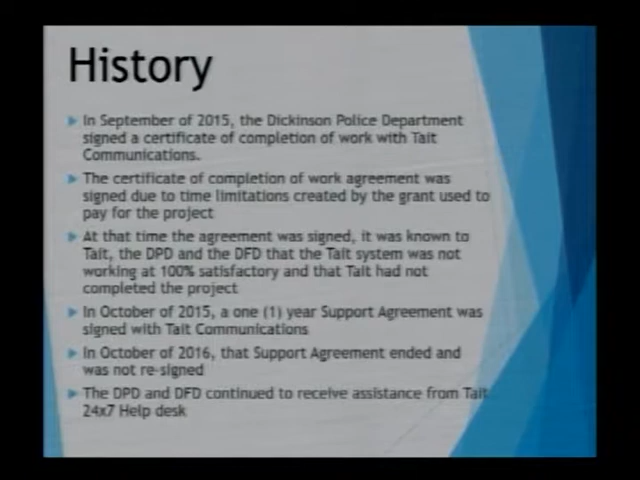 History
In September of 2015, the Dickinson Police Department
signed a certificate of completion of work with Tait
Communications.
The certificate of completion of work agreement was
signed due to time limitations created by the grant used to
pay for the project
At that time the agreement was signed, it was known to
Tait, the DPD and the DFD that the Tait system was not
working at 100% satisfactory and that Tait had not
completed the project
In October of 2015, a one (1) year Support Agreement was
signed with Tait Communications
In October of 2016, that Support Agreement ended and
was not re-signed
The DPD and DFD continued to receive assistance from Tait
24x7 Help desk